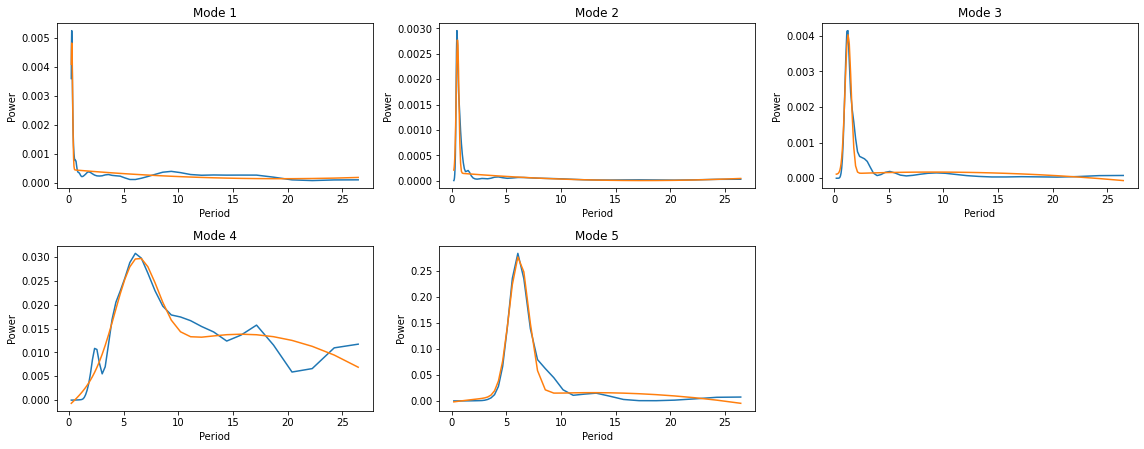 Mode 1
Power
0.005
0.004
0.003
0.002
0.001
0.000
0 5 10 15 20 25
Period
Mode 2
Power
0.0030
0.0025
0.0020
0.0015
0.0010
0.0005
0.0000
0 5 10 15 20 25
Period
Mode 3
Power
0.004
0.003
0.002
0.001
0.000
0 5 10 15 20 25
Period
Mode 4
Power
0.030
0.025
0.020
0.015
0.010
0.005
0.000
0 5 10 15 20 25
Period
Mode 5
Power
0.25
0.20
0.15
0.10
0.05
0.00
0 5 10 15 20 25
Period